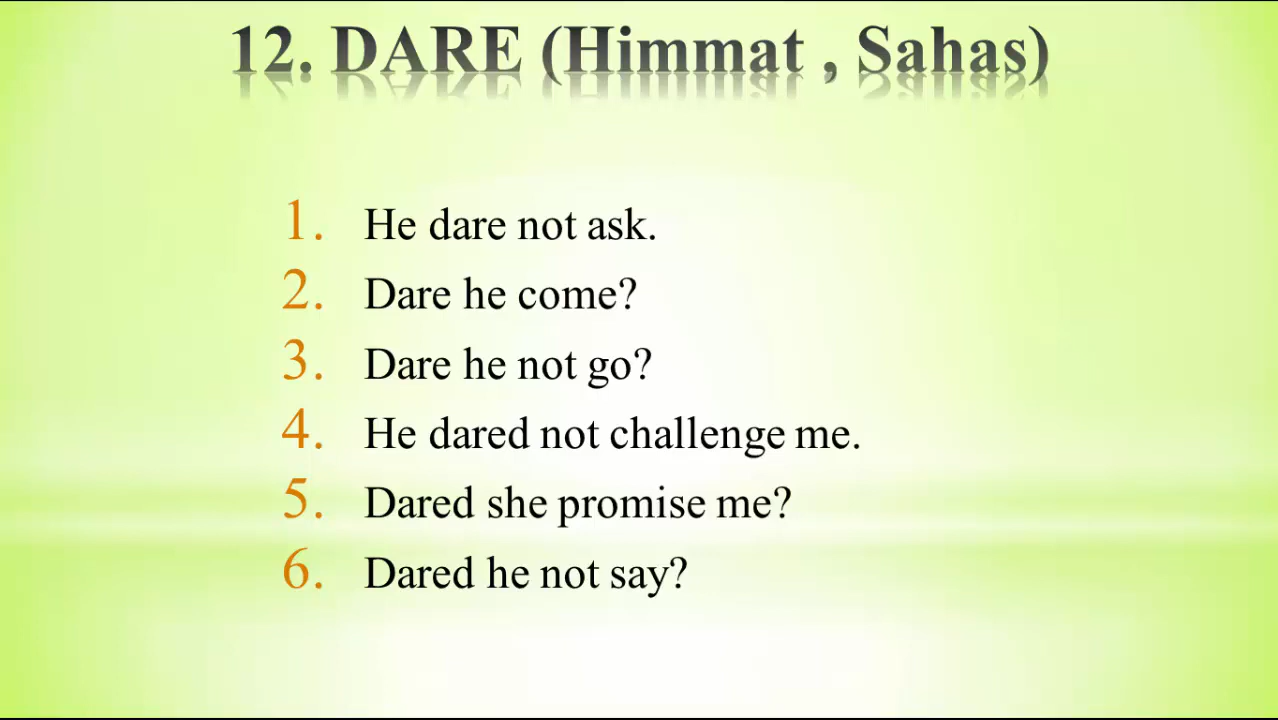 12. DARE (Himmat , Sahas)
1. He dare not ask.
2. Dare he come?
3. Dare he not go?
4. He dared not challenge me.
5. Dared she promise me?
6. Dared he not say?